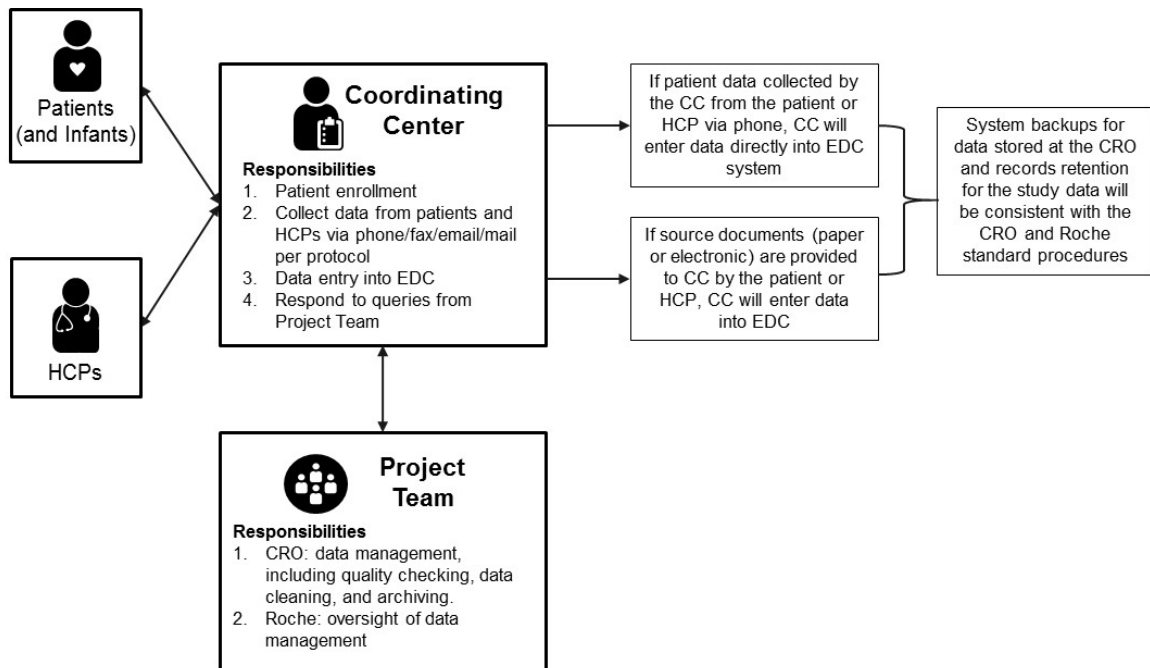 Patients
(and Infants)
HCPs
Coordinating
Center
Responsibilities
1. Patient enrollment
2. Collect data from patients and
HCPs via phone/fax/email/mail
per protocol
3. Data entry into EDC
4. Respond to queries from
Project Team
If patient data collected by
the CC from the patient or
HCP via phone, CC will
enter data directly into EDC
system
If source documents (paper
or electronic) are provided
to CC by the patient or
HCP, CC will enter data
into EDC
System backups for
data stored at the CRO
and records retention
for the study data will
be consistent with the
CRO and Roche
standard procedures
Project
Team
Responsibilities
1. CRO: data management,
including quality checking, data
cleaning, and archiving.
2. Roche: oversight of data
management